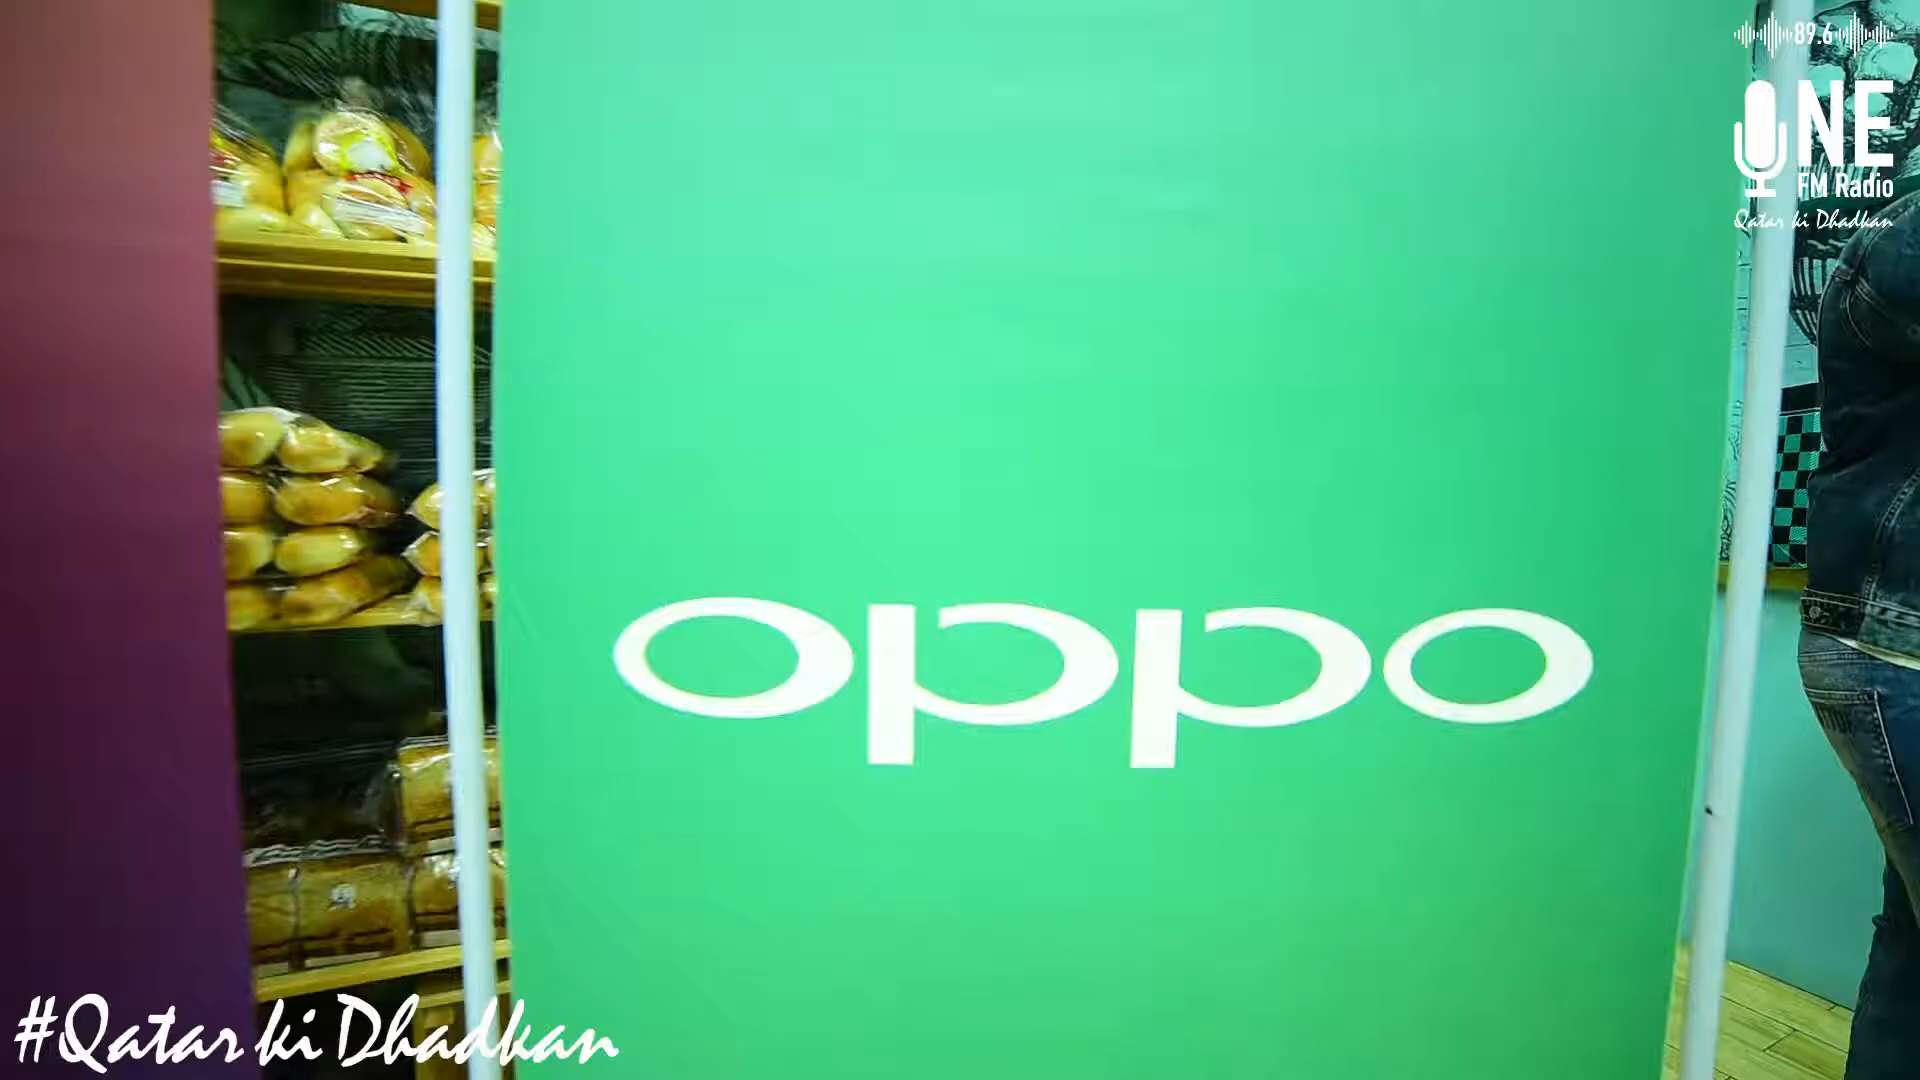 89.6
ONE
FM Radio
Qatar ki Dhadkan
oppo
#Qatar ki Dhadkan